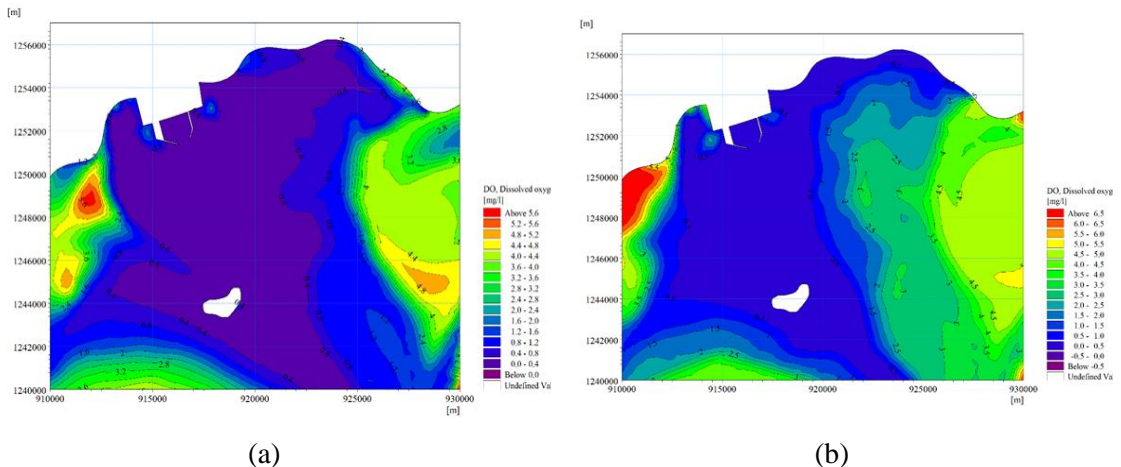 [m]
[m]
1256000
1254000
1252000
1250000
1248000
1246000
1244000
1242000
1240000
910000
915000
920000
925000
930000
[m]
DO, Dissolved oxyg
[mg/l]
Above 5.6
5.2 - 5.6
4.8 - 5.2
4.4 - 4.8
4.0 - 4.4
3.6 - 4.0
3.2 - 3.6
2.8 - 3.2
2.4 - 2.8
2.0 - 2.4
1.6 - 2.0
1.2 - 1.6
0.8 - 1.2
0.4 - 0.8
0.0 - 0.4
Below 0.0
Undefined Va
1256000
1254000
1252000
1250000
1248000
1246000
1244000
1242000
1240000
910000
915000
920000
925000
930000
[m]
DO, Dissolved oxyg
[mg/l]
Above 6.5
6.0 - 6.5
5.5 - 6.0
5.0 - 5.5
4.5 - 5.0
4.0 - 4.5
3.5 - 4.0
3.0 - 3.5
2.5 - 3.0
2.0 - 2.5
1.5 - 2.0
1.0 - 1.5
0.5 - 1.0
0.0 - 0.5
-0.5 - 0.0
Below -0.5
Undefined Va
(a)
(b)